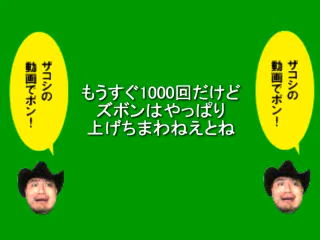 ザコシの
動画でポン！
もうすぐ1000回だけど
ズボンはやっぱり
上げちまわねえとね
ザコシの
動画でポン！